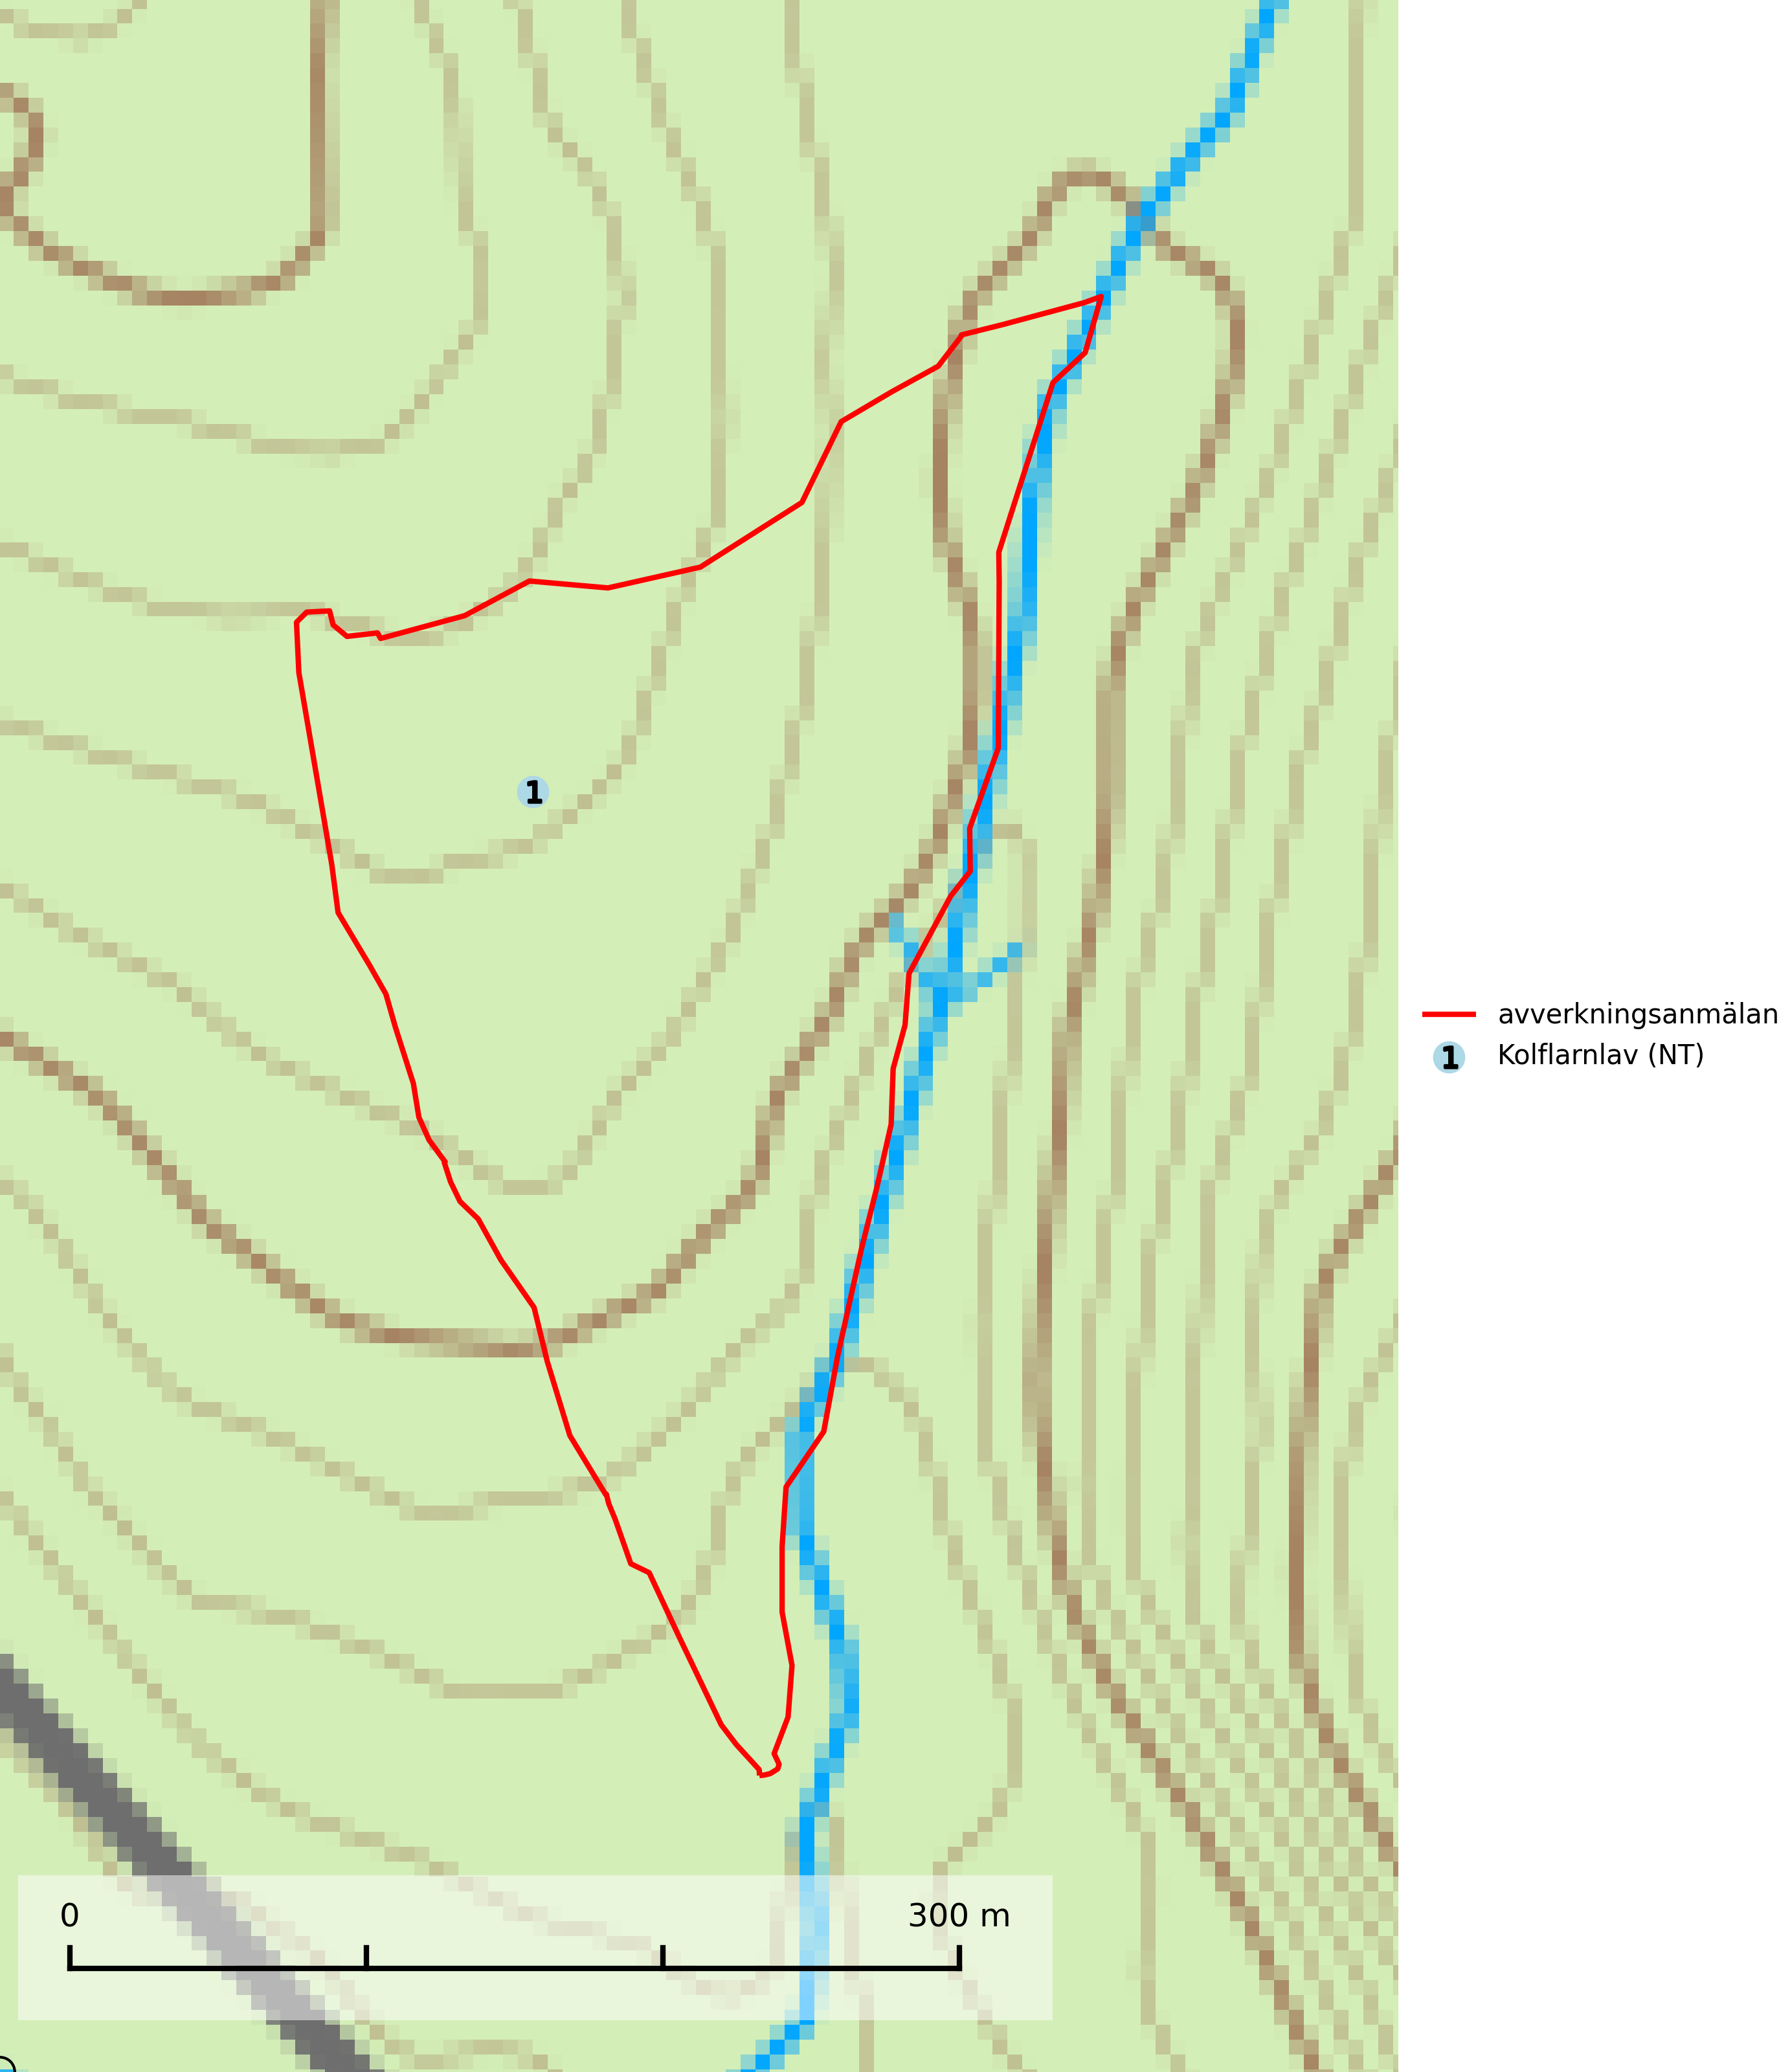 1
avverkningsanmälan
1 Kolflarnlav (NT)
0 300 m